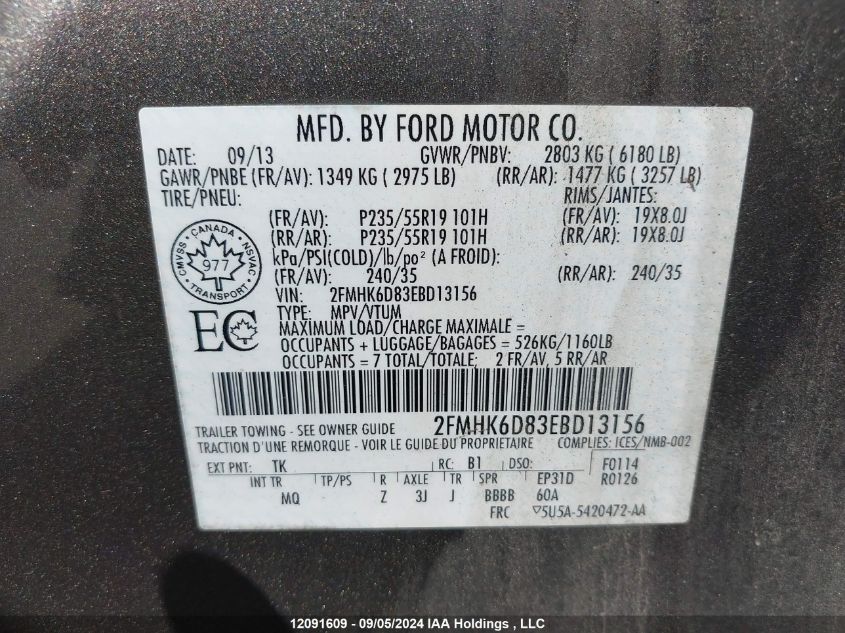 MFD. BY FORD MOTOR CO.
DATE: 09/13 GVWR/PNBV: 2803 KG ( 6180 LB)
GAWR/PNBE (FR/AV): 1349 KG ( 2975 LB) (RR/AR): 1477 KG ( 3257 LB)
TIRE/PNEU: RIMS/JANTES:
(FR/AV): P235/55R19 101H (FR/AV): 19X8.0J
(RR/AR): P235/55R19 101H (RR/AR): 19X8.0J
kPa/PSI(COLD)/lb/po² (A FROID):
(FR/AV): 240/35 (RR/AR): 240/35
CMVSS - CANADA - NSVAC
977
TRANSPORT
VIN: 2FMHK6D83EBD13156
TYPE: MPV/VTUM
EC
MAXIMUM LOAD/CHARGE MAXIMALE =
OCCUPANTS + LUGGAGE/BAGAGES = 526KG/1160LB
OCCUPANTS = 7 TOTAL/TOTALE; 2 FR/AV, 5 RR/AR
TRAILER TOWING - SEE OWNER GUIDE 2FMHK6D83EBD13156
TRACTION D'UNE REMORQUE - VOIR LE GUIDE DU PROPRIETAIRE COMPLIES: ICES/NMB-002
EXT PNT: TK RC: B1 DSO: F0114
INT TR TP/PS R AXLE TR SPR EP31D R0126
MQ Z 3J J BBBB 60A
FRC ▽5U5A-5420472-AA
12091609 - 09/05/2024 IAA Holdings , LLC